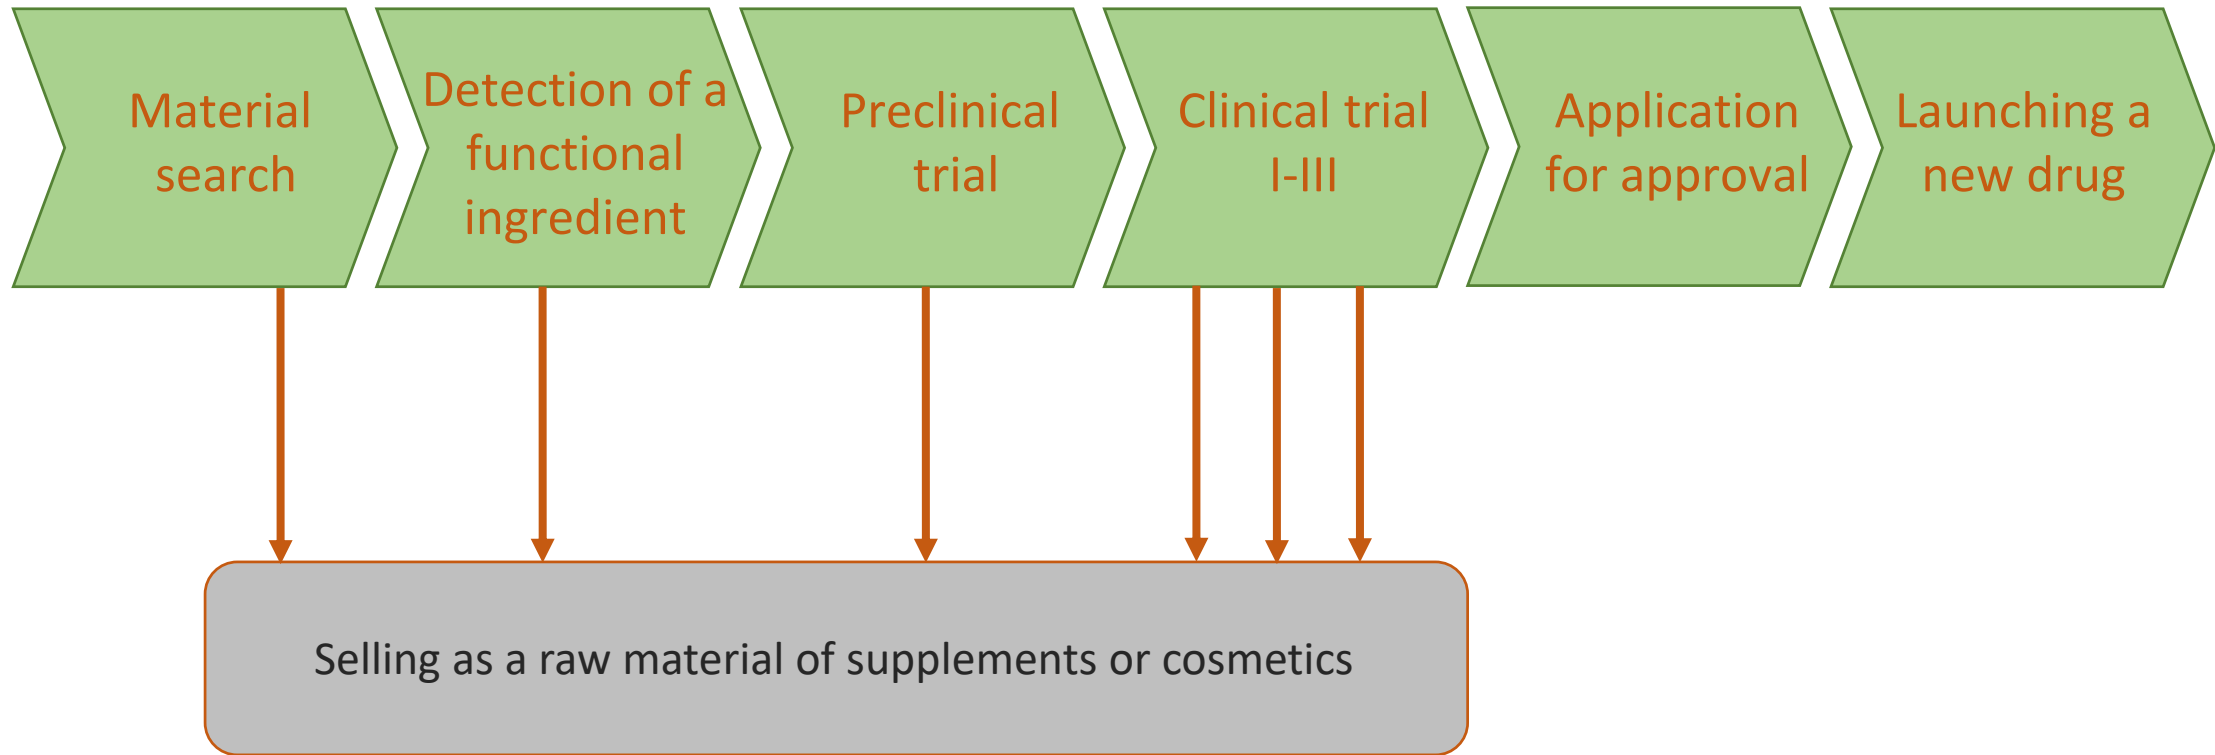 Material
search
Detection of a
functional
ingredient
Preclinical
trial
Clinical trial
I-III
Application
for approval
Launching a
new drug
Selling as a raw material of supplements or cosmetics